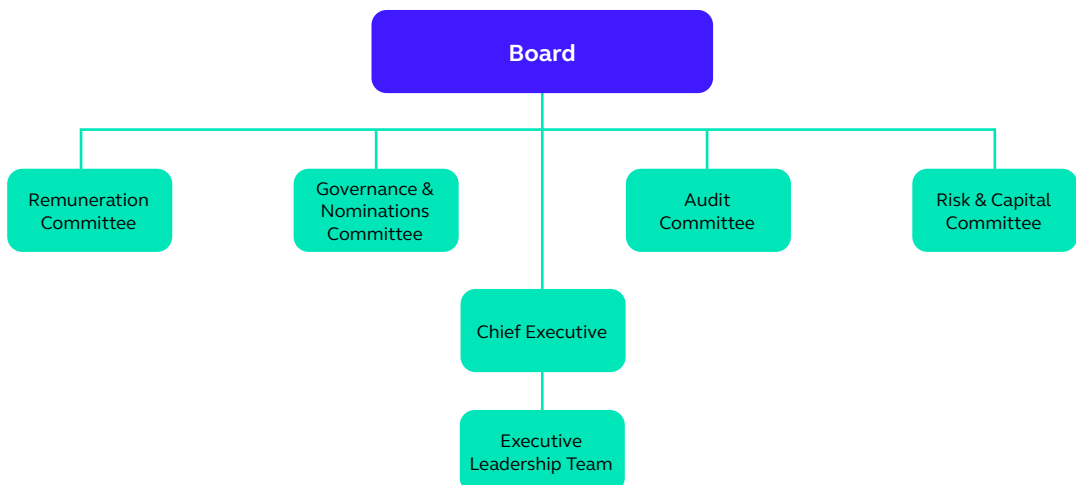 Board
Remuneration
Committee
Governance &
Nominations
Committee
Audit
Committee
Risk & Capital
Committee
Chief Executive
Executive
Leadership Team